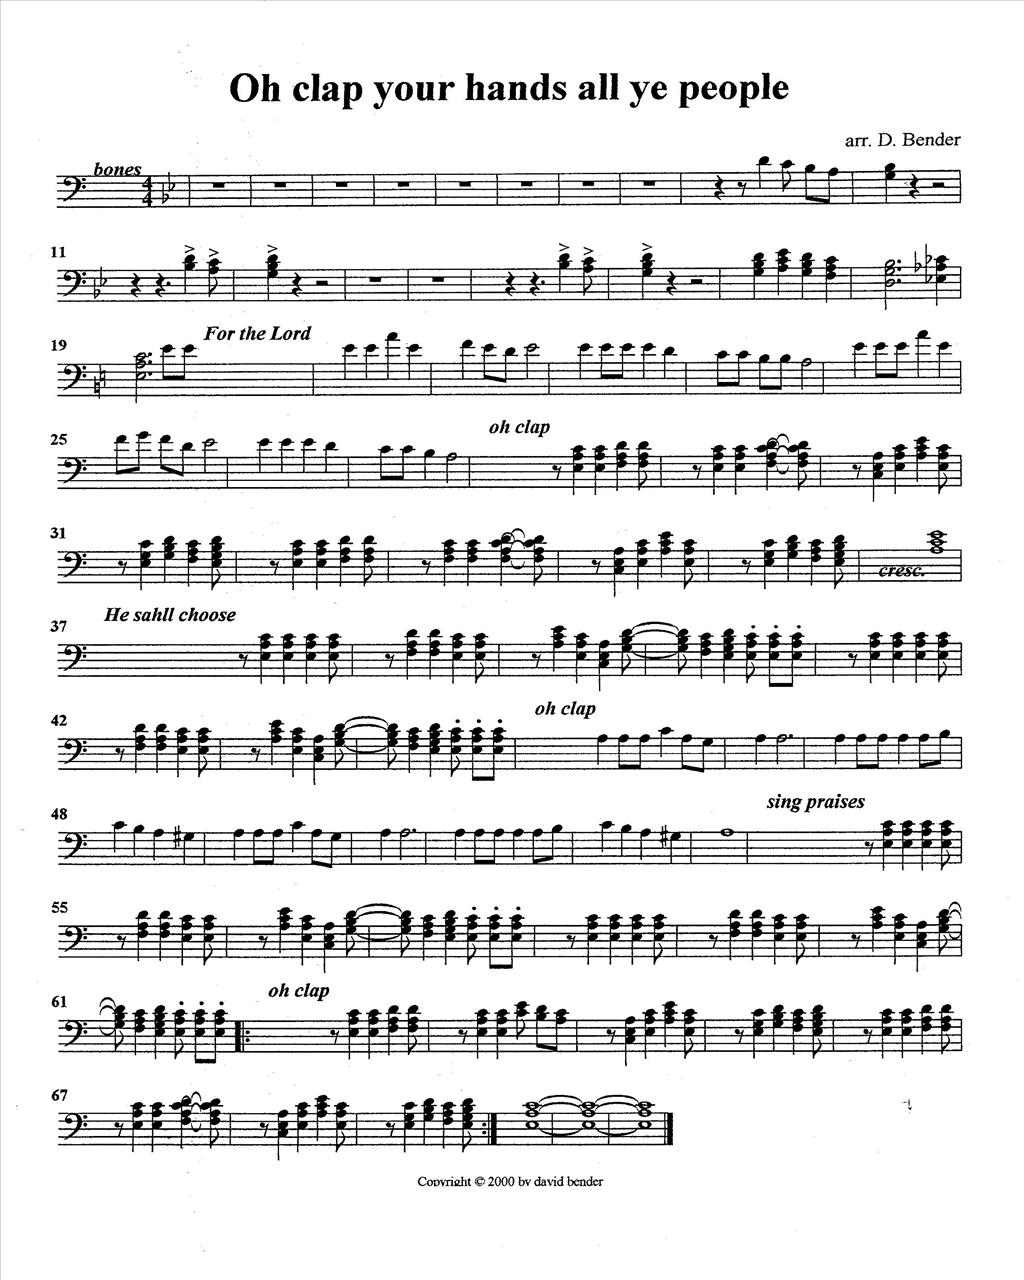 Oh clap your hands all ye people
arr. D. Bender
bones
4
4
11
19
For the Lord
25
oh clap
31
cresc.
37
He sahll choose
42
oh clap
48
sing praises
55
61
oh clap
67
Copyright © 2000 by david bender